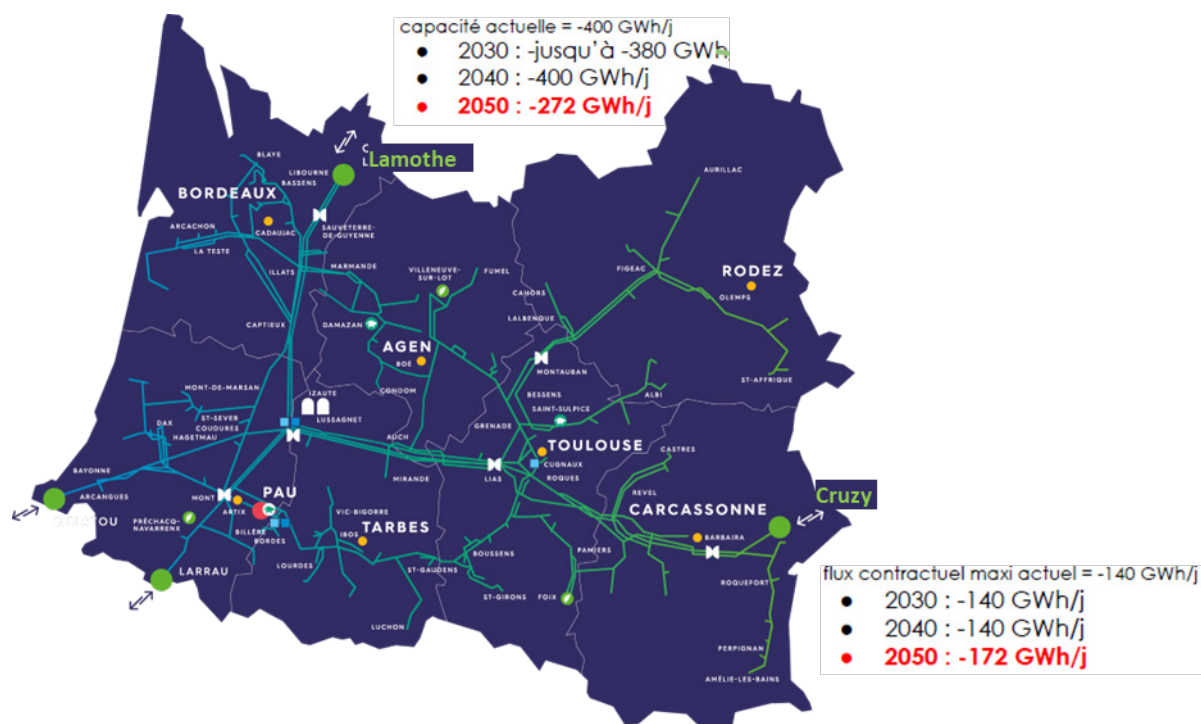 capacité actuelle = -400 GWh/j
● 2030 : -jusqu'à -380 GWh
● 2040 : -400 GWh/j
● 2050 : -272 GWh/j
Lamothe
BLAYE
LIBOURNE
BASSENS
BORDEAUX
CADAUJAC
SAUVETERRE-
DE-GUYENNE
ARCACHON
LA TESTE
ILLATS
MARMANDE
VILLENEUVE-
SUR-LOT
FUMEL
CAPTIEUX
DAMAZAN
AGEN
BOÉ
CONDOM
AURILLAC
FIGEAC
RODEZ
OLEMPS
CAHORS
LALBENQUE
MONTAUBAN
ST-AFFRIQUE
MONT-DE-MARSAN
ST-SEVER
COUDURES
DAX
HAGETMAU
IZAUTE
LUSSAGNET
AUCH
MIRANDE
BESSENS
SAINT-SULPICE
ALBI
GRENADE
TOULOUSE
CUGNAUX
LIAS
ROQUES
CASTRES
BAYONNE
ARCANGUES
MONT
PAU
ARTIX
PRÉCHACQ-
NAVARRENX
BILLÈRE
BORDES
VIC-BIGORRE
IBOS
TARBES
LOURDES
LARRAU
REVEL
CARCASSONNE
BARBAIRA
Cruzy
BOUSSENS
PAMIERS
ST-GAUDENS
ST-GIRONS
FOIX
LUCHON
ROQUEFORT
PERPIGNAN
AMÉLIE-LES-BAINS
flux contractuel maxi actuel = -140 GWh/j
● 2030 : -140 GWh/j
● 2040 : -140 GWh/j
● 2050 : -172 GWh/j